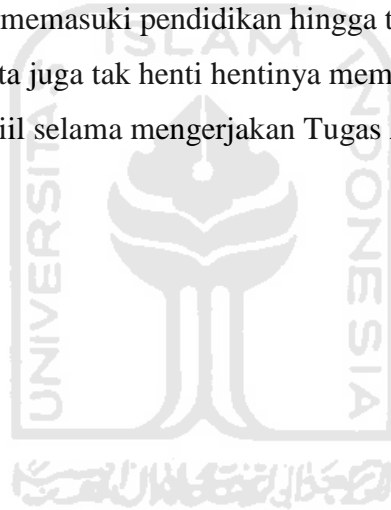 memasuki pendidikan hingga t
ta juga tak henti hentinya mem
iil selama mengerjakan Tugas
ISLAM
UNIVERSITAS
INDONESIA